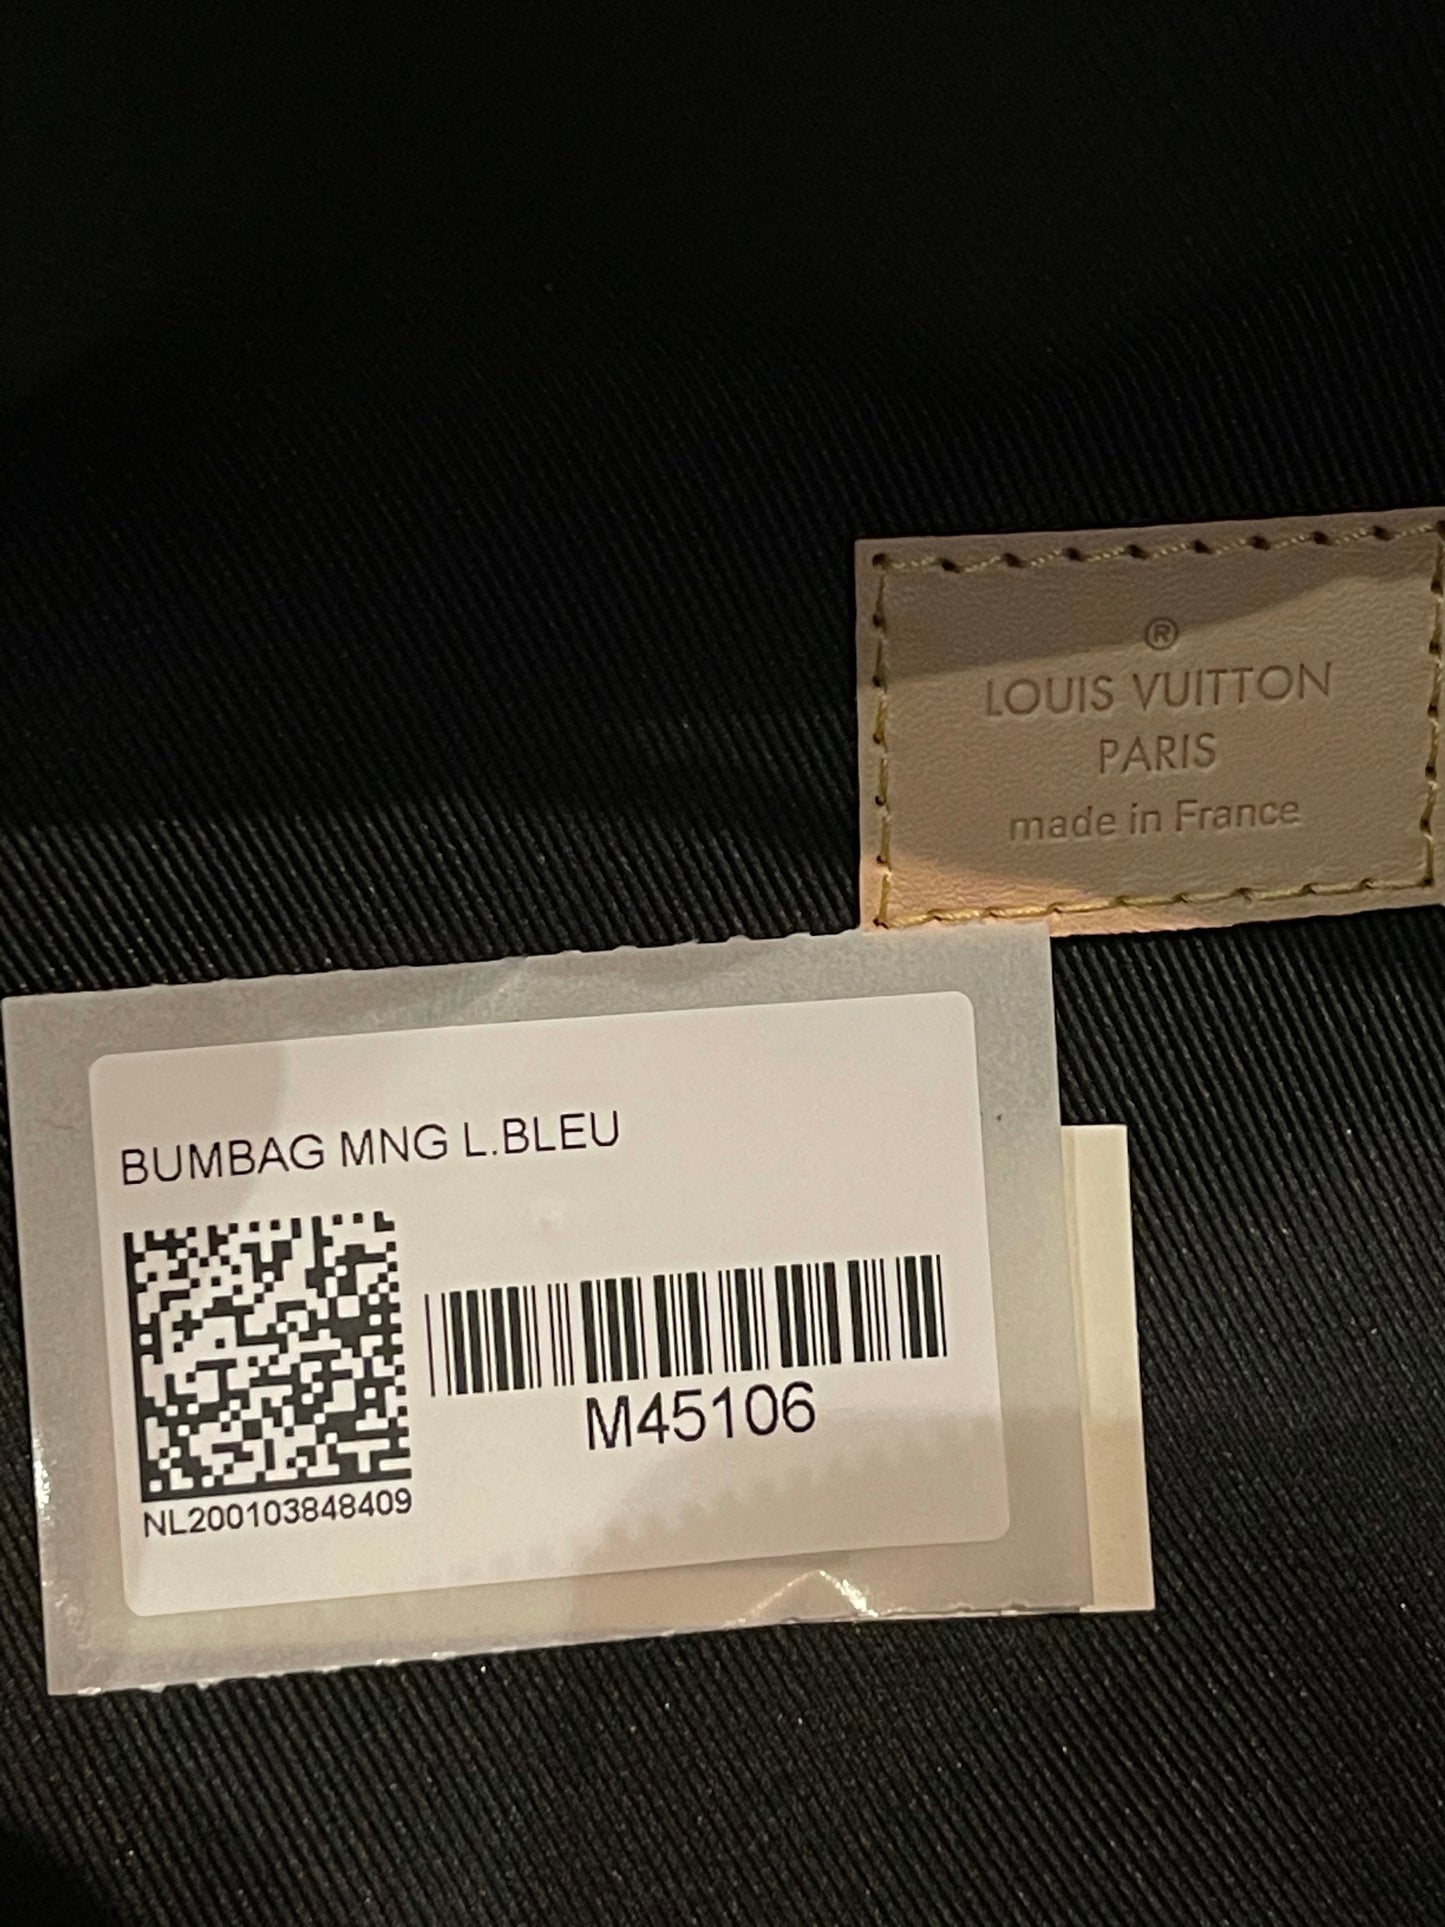 ®
LOUIS VUITTON
PARIS
made in France
BUMBAG MNG L.BLEU
M45106
NL200103848409